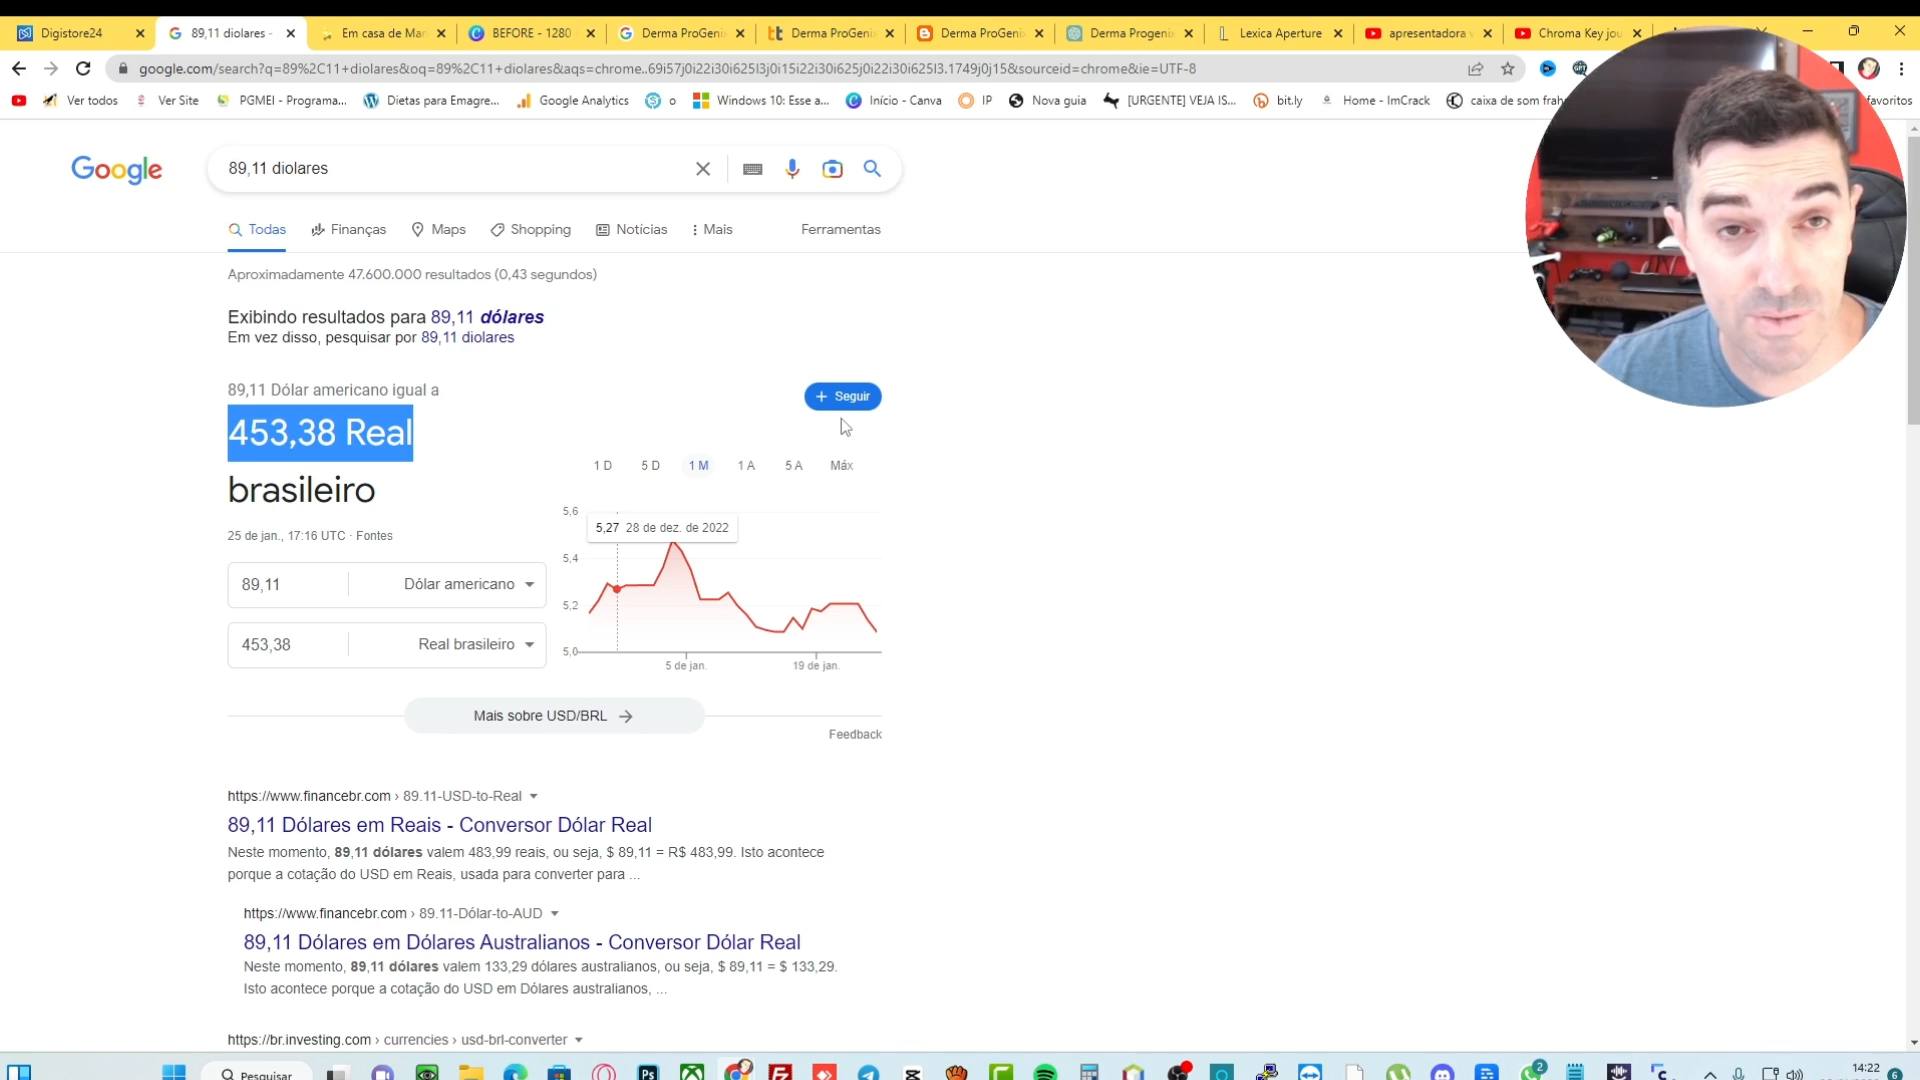 Digistore24
89,11 diolares -
Em casa de Mar
BEFORE - 1280
Derma ProGeni
Derma ProGeni
Derma ProGeni
Derma Progenix
Lexica Aperture
apresentadora
Chroma Key jou
google.com/search?q=89%2C11+diolares&oq=89%2C11+diolares&aqs=chrome..69i57j0i22i30i625l3j0i15i22i30i625j0i22i30i625l3.1749j0j15&sourceid=chrome&ie=UTF-8
Ver todos
Ver Site
PGMEI - Programa...
Dietas para Emagre...
Google Analytics
o
Windows 10: Esse a...
Início - Canva
IP
Nova guia
[URGENTE] VEJA IS...
bit.ly
Home - ImCrack
caixa de som frah
favoritos
Google
89,11 diolares
Todas
Finanças
Maps
Shopping
Notícias
Mais
Ferramentas
Aproximadamente 47.600.000 resultados (0,43 segundos)
Exibindo resultados para 89,11 dólares
Em vez disso, pesquisar por 89,11 diolares
89,11 Dólar americano igual a
+ Seguir
453,38 Real
brasileiro
25 de jan., 17:16 UTC · Fontes
89,11
Dólar americano
453,38
Real brasileiro
1 D
5 D
1 M
1 A
5 A
Máx
5,6
5,27 28 de dez. de 2022
5,4
5,2
5,0
5 de jan.
19 de jan.
Mais sobre USD/BRL
Feedback
https://www.financebr.com › 89.11-USD-to-Real
89,11 Dólares em Reais - Conversor Dólar Real
Neste momento, 89,11 dólares valem 483,99 reais, ou seja, $ 89,11 = R$ 483,99. Isto acontece
porque a cotação do USD em Reais, usada para converter para ...
https://www.financebr.com › 89.11-Dólar-to-AUD
89,11 Dólares em Dólares Australianos - Conversor Dólar Real
Neste momento, 89,11 dólares valem 133,29 dólares australianos, ou seja, $ 89,11 = $ 133,29.
Isto acontece porque a cotação do USD em Dólares australianos, ...
https://br.investing.com › currencies › usd-brl-converter
Pesquisar
Ps
2
14:22
6